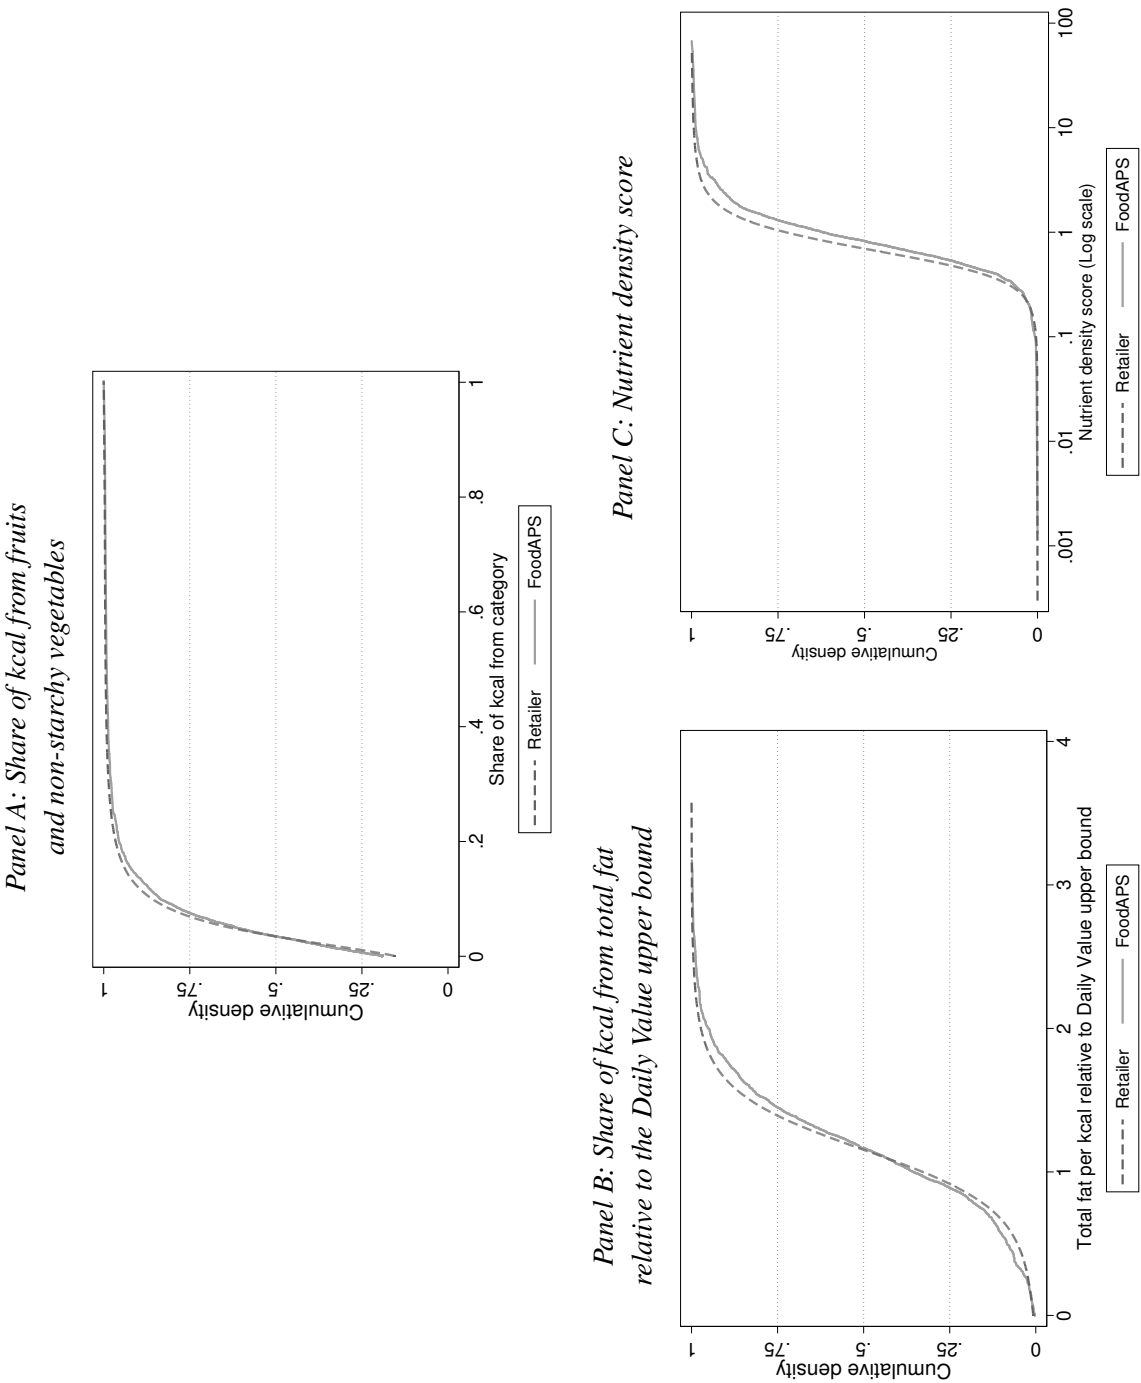 Panel A: Share of kcal from fruits
and non-starchy vegetables
Cumulative density
1
.75
.5
.25
0
0
.2
.4
.6
.8
1
Share of kcal from category
Retailer
FoodAPS
Panel B: Share of kcal from total fat
relative to the Daily Value upper bound
Cumulative density
1
.75
.5
.25
0
0
1
2
3
4
Total fat per kcal relative to Daily Value upper bound
Retailer
FoodAPS
Panel C: Nutrient density score
Cumulative density
1
.75
.5
.25
0
.001
.01
.1
1
10
100
Nutrient density score (Log scale)
Retailer
FoodAPS